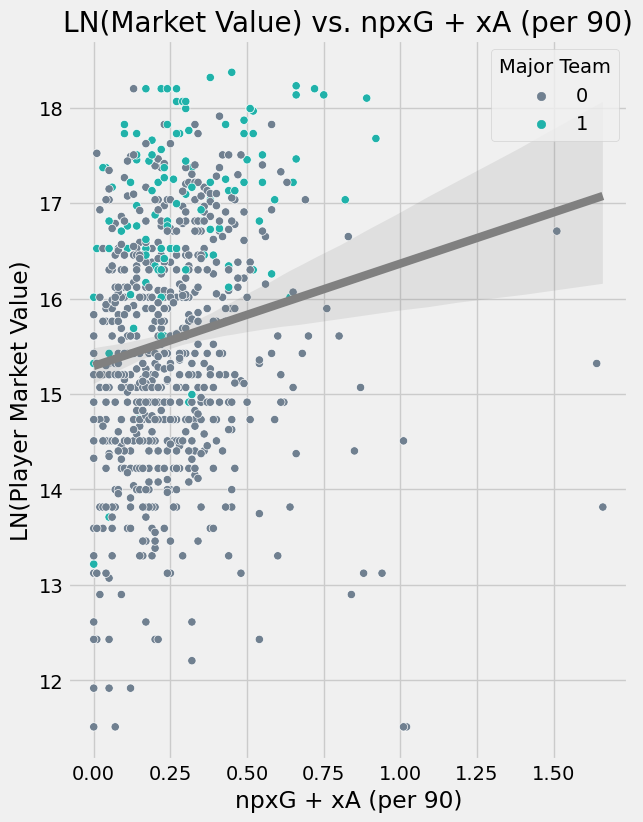 LN(Market Value) vs. npxG + xA (per 90)
Major Team
0
1
18
17
16
15
14
13
12
LN(Player Market Value)
0.00 0.25 0.50 0.75 1.00 1.25 1.50
npxG + xA (per 90)